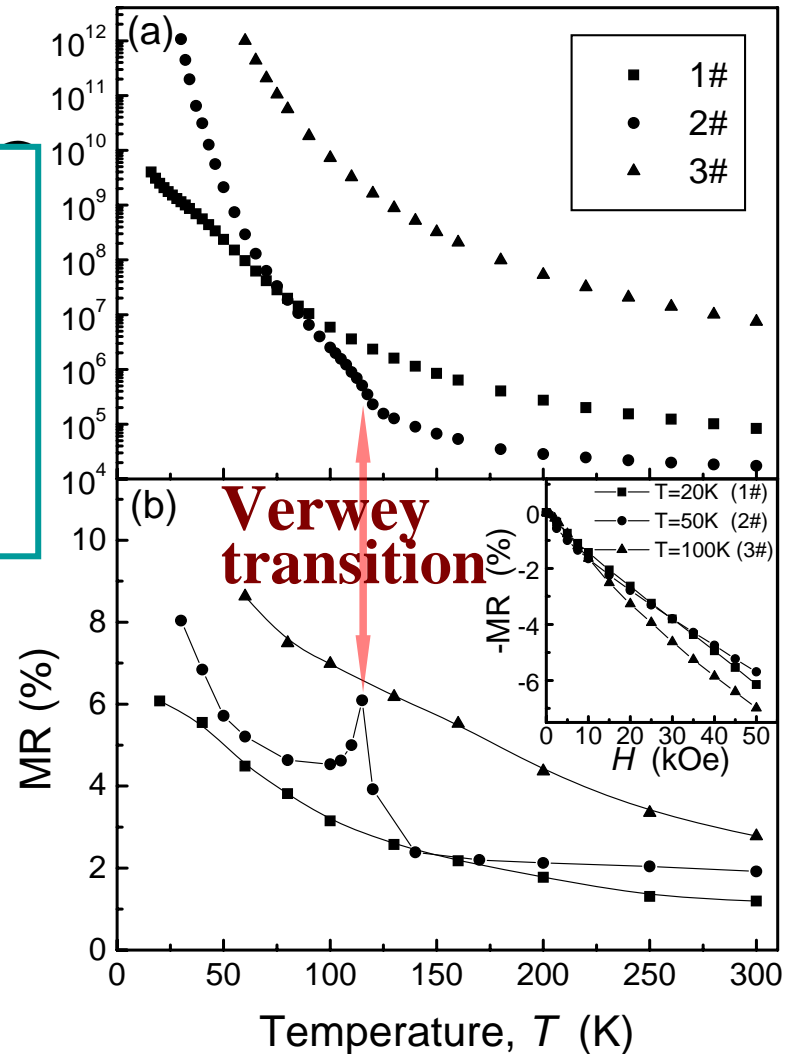 (a)
10^12
10^11
10^10
10^9
10^8
10^7
10^6
10^5
10^4
1#
2#
3#
(b)
Verwey
transition
10
8
6
4
2
0
MR (%)
T=20K (1#)
T=50K (2#)
T=100K (3#)
0
-2
-4
-6
-MR (%)
0 10 20 30 40 50
H (kOe)
0 50 100 150 200 250 300
Temperature, T (K)